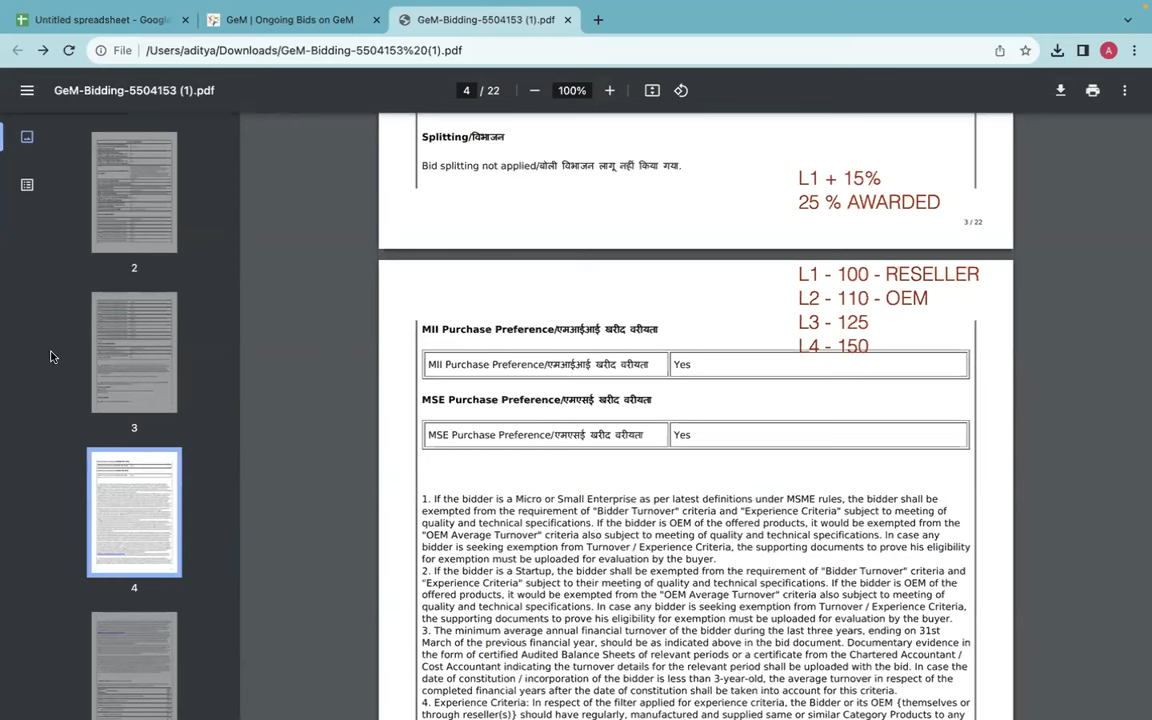 Untitled spreadsheet - Google
GeM | Ongoing Bids on GeM
GeM-Bidding-5504153 (1).pdf
File
/Users/aditya/Downloads/GeM-Bidding-5504153%20(1).pdf
A
GeM-Bidding-5504153 (1).pdf
4 / 22
100%
2
3
4
Splitting/विभाजन
Bid splitting not applied/बोली विभाजन लागू नहीं किया गया.
L1 + 15%
25 % AWARDED
3 / 22
L1 - 100 - RESELLER
L2 - 110 - OEM
L3 - 125
L4 - 150
MII Purchase Preference/एमआईआई खरीद वरीयता
MII Purchase Preference/एमआईआई खरीद वरीयता Yes
MSE Purchase Preference/एमएसई खरीद वरीयता
MSE Purchase Preference/एमएसई खरीद वरीयता Yes
1. If the bidder is a Micro or Small Enterprise as per latest definitions under MSME rules, the bidder shall be
exempted from the requirement of "Bidder Turnover" criteria and "Experience Criteria" subject to meeting of
quality and technical specifications. If the bidder is OEM of the offered products, it would be exempted from the
"OEM Average Turnover" criteria also subject to meeting of quality and technical specifications. In case any
bidder is seeking exemption from Turnover / Experience Criteria, the supporting documents to prove his eligibility
for exemption must be uploaded for evaluation by the buyer.
2. If the bidder is a Startup, the bidder shall be exempted from the requirement of "Bidder Turnover" criteria and
"Experience Criteria" subject to their meeting of quality and technical specifications. If the bidder is OEM of the
offered products, it would be exempted from the "OEM Average Turnover" criteria also subject to meeting of
quality and technical specifications. In case any bidder is seeking exemption from Turnover / Experience Criteria,
the supporting documents to prove his eligibility for exemption must be uploaded for evaluation by the buyer.
3. The minimum average annual financial turnover of the bidder during the last three years, ending on 31st
March of the previous financial year, should be as indicated above in the bid document. Documentary evidence in
the form of certified Audited Balance Sheets of relevant periods or a certificate from the Chartered Accountant /
Cost Accountant indicating the turnover details for the relevant period shall be uploaded with the bid. In case the
date of constitution / incorporation of the bidder is less than 3-year-old, the average turnover in respect of the
completed financial years after the date of constitution shall be taken into account for this criteria.
4. Experience Criteria: In respect of the filter applied for experience criteria, the Bidder or its OEM {themselves or
through reseller(s)} should have regularly, manufactured and supplied same or similar Category Products to any